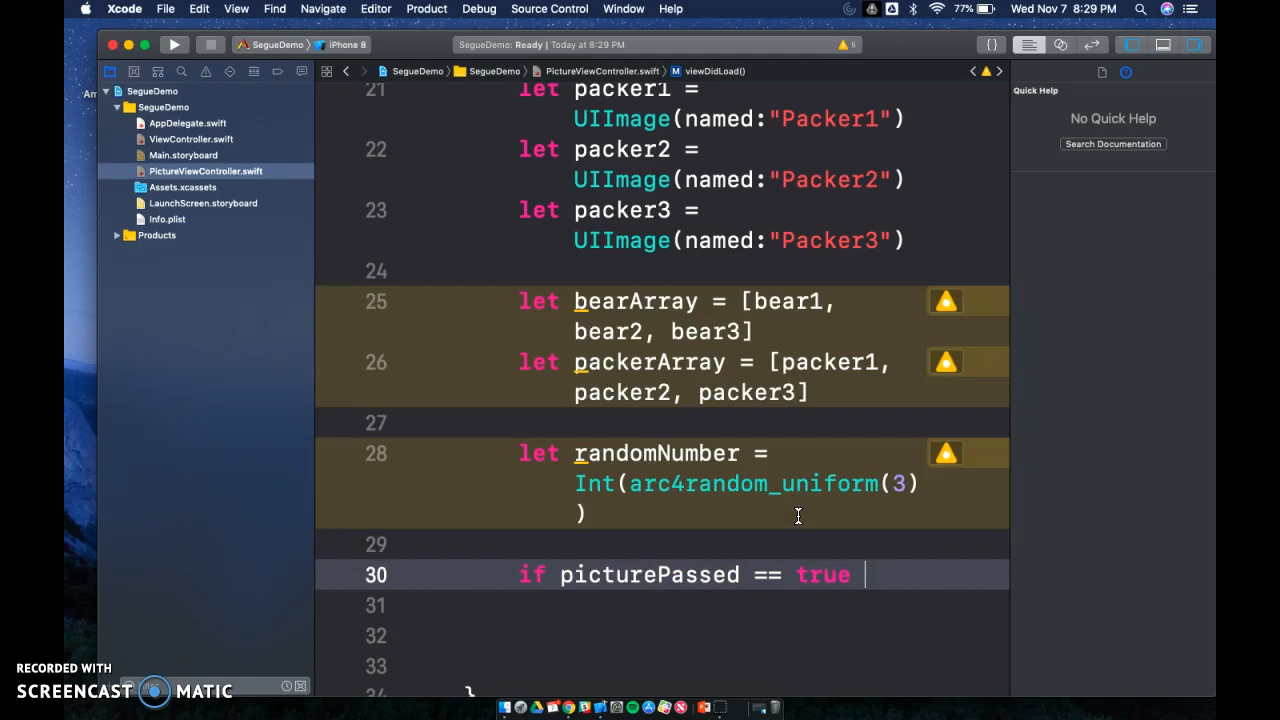 Xcode File Edit View Find Navigate Editor Product Debug Source Control Window Help 77% Wed Nov 7 8:29 PM
SegueDemo iPhone 8 SegueDemo: Ready | Today at 8:29 PM 5 {}
SegueDemo SegueDemo PictureViewController.swift M viewDidLoad()
SegueDemo
SegueDemo
AppDelegate.swift
ViewController.swift
Main.storyboard
PictureViewController.swift
Assets.xcassets
LaunchScreen.storyboard
Info.plist
Products
Am
21 let packer1 =
UIImage(named:"Packer1")
22 let packer2 =
UIImage(named:"Packer2")
23 let packer3 =
UIImage(named:"Packer3")
24
25 let bearArray = [bear1,
bear2, bear3]
26 let packerArray = [packer1,
packer2, packer3]
27
28 let randomNumber =
Int(arc4random_uniform(3)
)
29
30 if picturePassed == true
31
32
33
34 }
Quick Help
No Quick Help
Search Documentation
RECORDED WITH
SCREENCAST MATIC